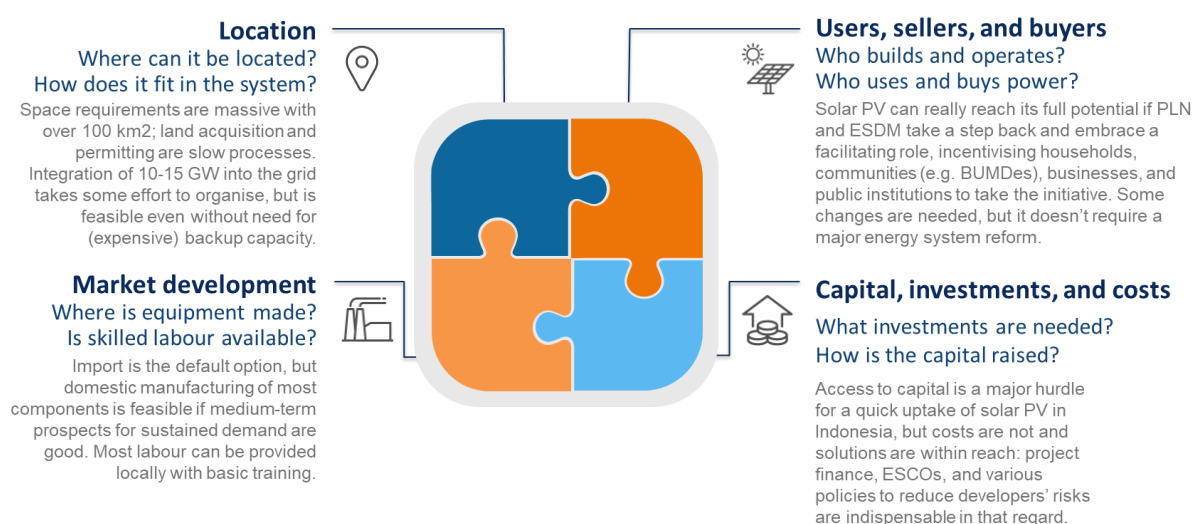 Location
Where can it be located?
How does it fit in the system?
Space requirements are massive with
over 100 km2; land acquisition and
permitting are slow processes.
Integration of 10-15 GW into the grid
takes some effort to organise, but is
feasible even without need for
(expensive) backup capacity.
Users, sellers, and buyers
Who builds and operates?
Who uses and buys power?
Solar PV can really reach its full potential if PLN
and ESDM take a step back and embrace a
facilitating role, incentivising households,
communities (e.g. BUMDes), businesses, and
public institutions to take the initiative. Some
changes are needed, but it doesn't require a
major energy system reform.
Market development
Where is equipment made?
Is skilled labour available?
Import is the default option, but
domestic manufacturing of most
components is feasible if medium-term
prospects for sustained demand are
good. Most labour can be provided
locally with basic training.
Capital, investments, and costs
What investments are needed?
How is the capital raised?
Access to capital is a major hurdle
for a quick uptake of solar PV in
Indonesia, but costs are not and
solutions are within reach: project
finance, ESCOs, and various
policies to reduce developers' risks
are indispensable in that regard.